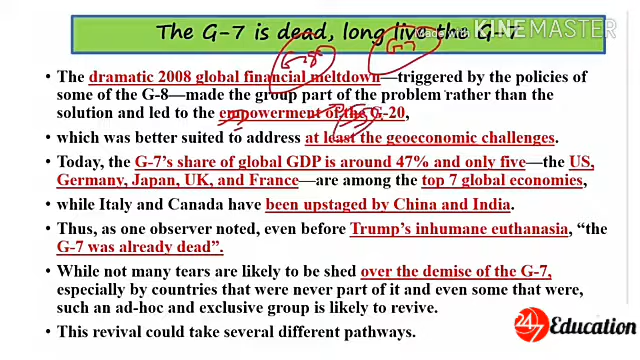 The G-7 is dead, long live the G-7
Made with KINEMASTER
G-8
G-7
• The dramatic 2008 global financial meltdown—triggered by the policies of
some of the G-8—made the group part of the problem rather than the
solution and led to the empowerment of the G-20,
• which was better suited to address at least the geoeconomic challenges.
• Today, the G-7's share of global GDP is around 47% and only five—the US,
Germany, Japan, UK, and France—are among the top 7 global economies,
• while Italy and Canada have been upstaged by China and India.
• Thus, as one observer noted, even before Trump's inhumane euthanasia, “the
G-7 was already dead”.
• While not many tears are likely to be shed over the demise of the G-7,
especially by countries that were never part of it and even some that were,
such an ad-hoc and exclusive group is likely to revive.
• This revival could take several different pathways.
24/7 Education